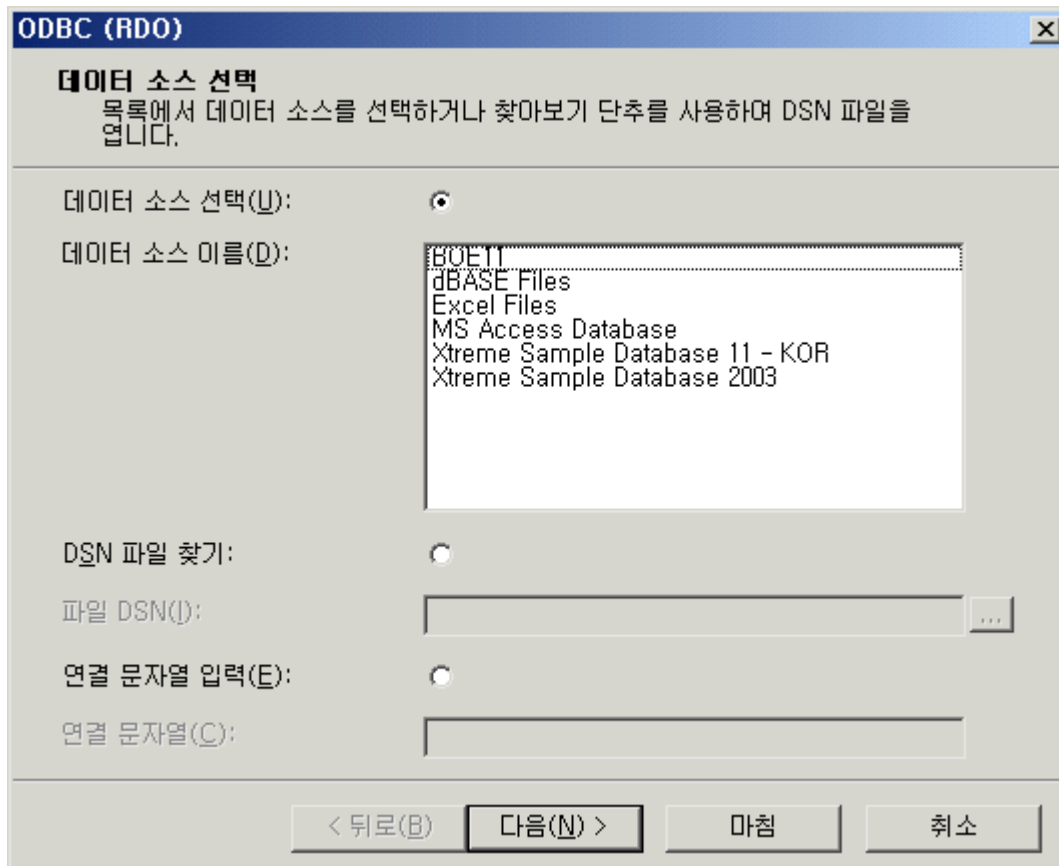 ODBC (RDO)
데이터 소스 선택
목록에서 데이터 소스를 선택하거나 찾아보기 단추를 사용하여 DSN 파일을
엽니다.
데이터 소스 선택(U):
데이터 소스 이름(D):
BOE11
dBASE Files
Excel Files
MS Access Database
Xtreme Sample Database 11 - KOR
Xtreme Sample Database 2003
DSN 파일 찾기:
파일 DSN(I):
...
연결 문자열 입력(E):
연결 문자열(C):
< 뒤로(B)
다음(N) >
마침
취소